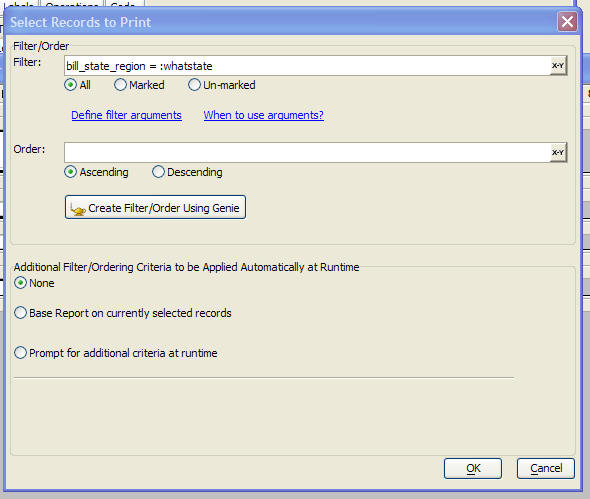 Labels Operations Code
Select Records to Print
Filter/Order
Filter: bill_state_region = :whatstate X-Y
All Marked Un-marked
Define filter arguments When to use arguments?
Order: X-Y
Ascending Descending
Create Filter/Order Using Genie
Additional Filter/Ordering Criteria to be Applied Automatically at Runtime
None
Base Report on currently selected records
Prompt for additional criteria at runtime
OK Cancel